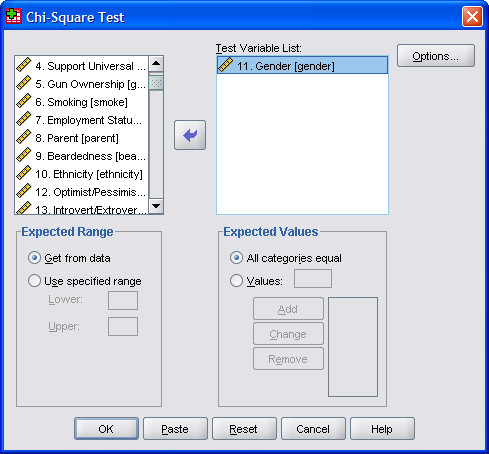 Chi-Square Test
Test Variable List:
4. Support Universal ...
5. Gun Ownership [g...
6. Smoking [smoke]
7. Employment Statu...
8. Parent [parent]
9. Beardedness [bea...
10. Ethnicity [ethnicity]
12. Optimist/Pessimis...
13. Introvert/Extrover...
11. Gender [gender]
Options...
Expected Range
Get from data
Use specified range
Lower:
Upper:
Expected Values
All categories equal
Values:
Add
Change
Remove
OK
Paste
Reset
Cancel
Help